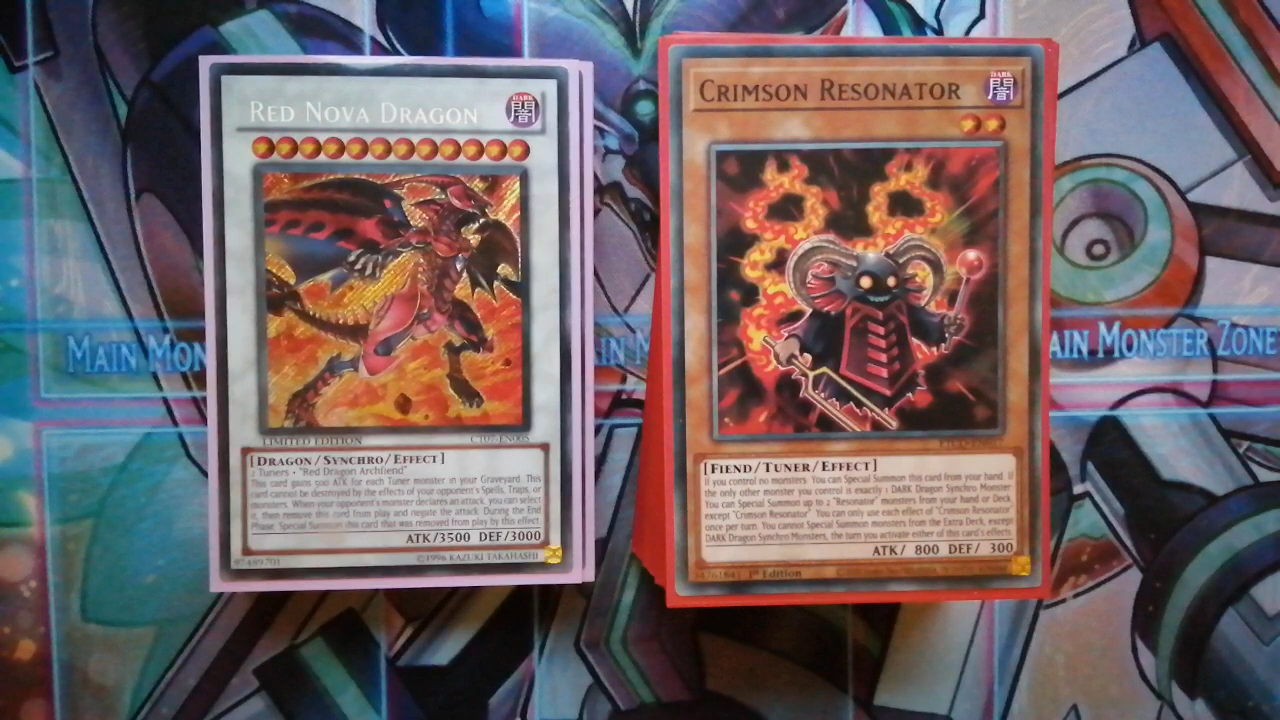 RED NOVA DRAGON
DARK
闇
LIMITED EDITION
CT07-EN005
[DRAGON/SYNCHRO/EFFECT]
2 Tuners + "Red Dragon Archfiend"
This card gains 500 ATK for each Tuner monster in your Graveyard. This
card cannot be destroyed by the effects of your opponent's Spells, Traps, or
monsters. When your opponent's monster declares an attack, you can select
it, then remove this card from play and negate the attack. During the End
Phase, Special Summon this card that was removed from play by this effect.
ATK/3500 DEF/3000
97489701
©1996 KAZUKI TAKAHASHI
CRIMSON RESONATOR
DARK
闇
[FIEND/TUNER/EFFECT]
If you control no monsters: You can Special Summon this card from your hand. If
the only other monster you control is exactly 1 DARK Dragon Synchro Monster:
You can Special Summon up to 2 "Resonator" monsters from your hand or Deck,
except "Crimson Resonator". You can only use each effect of "Crimson Resonator"
once per turn. You cannot Special Summon monsters from the Extra Deck, except
DARK Dragon Synchro Monsters, the turn you activate either of this card's effects.
ATK/ 800 DEF/ 300
1st Edition
MAIN MON
IN M
AIN MONSTER ZONE